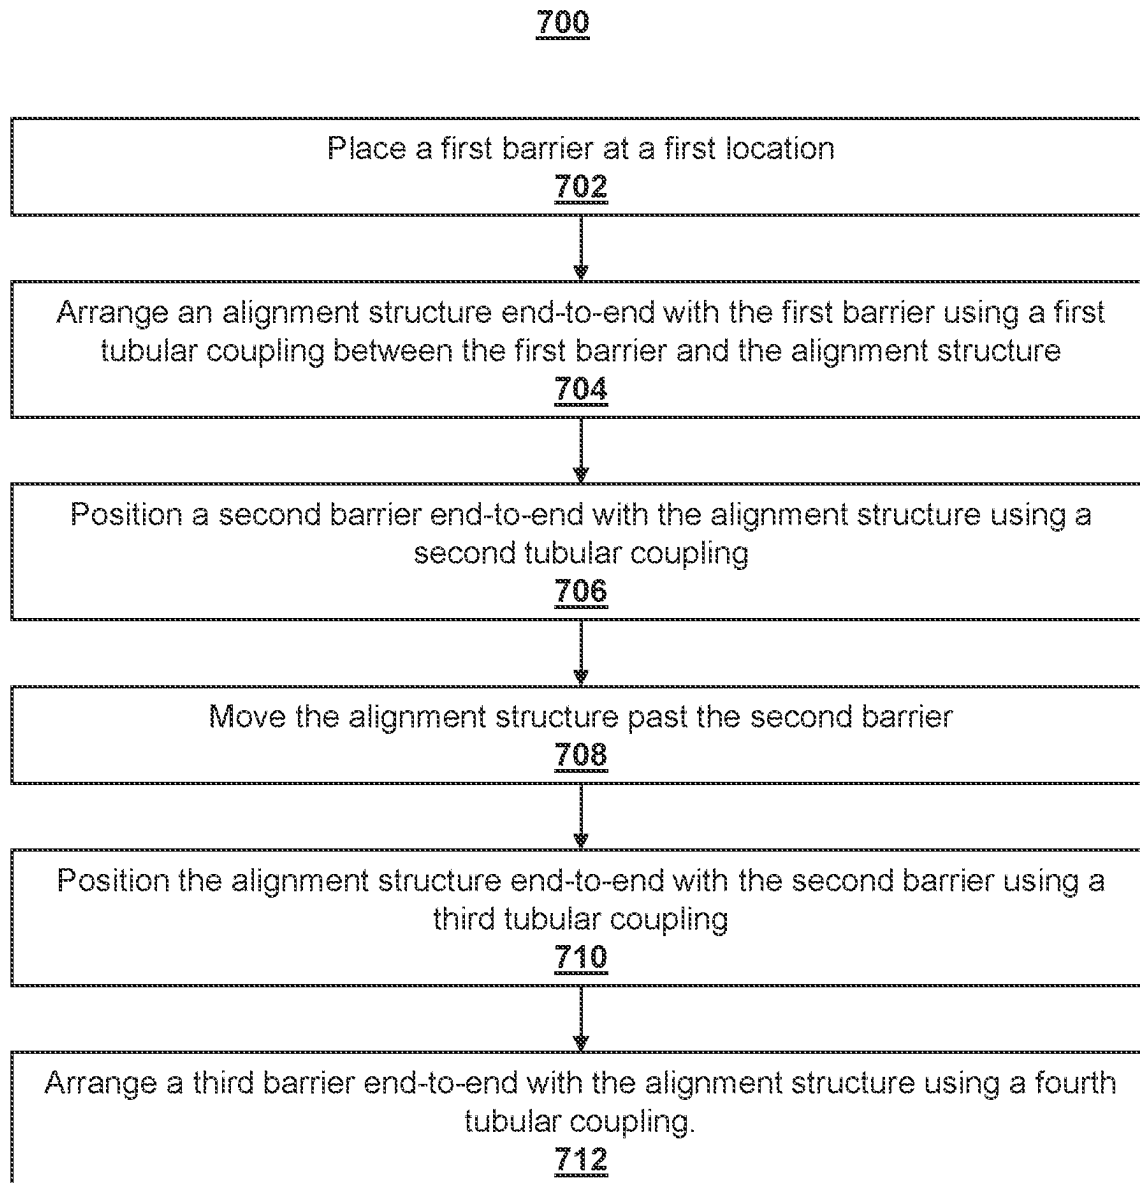 700
Place a first barrier at a first location
702
Arrange an alignment structure end-to-end with the first barrier using a first
tubular coupling between the first barrier and the alignment structure
704
Position a second barrier end-to-end with the alignment structure using a
second tubular coupling
706
Move the alignment structure past the second barrier
708
Position the alignment structure end-to-end with the second barrier using a
third tubular coupling
710
Arrange a third barrier end-to-end with the alignment structure using a fourth
tubular coupling.
712